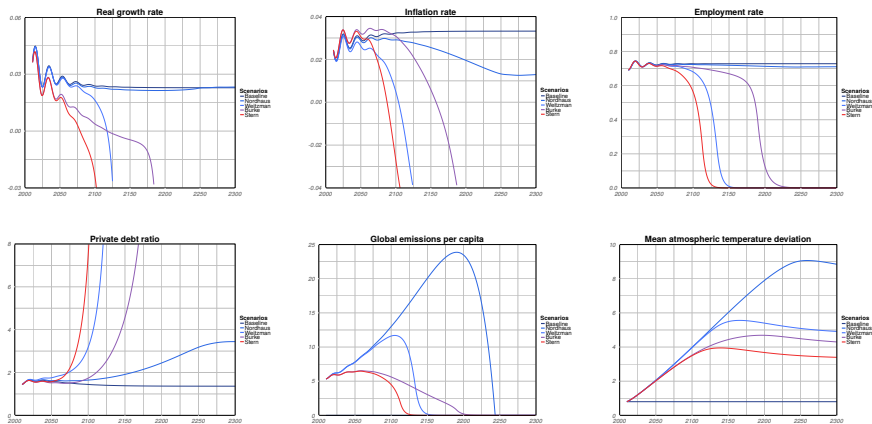 Real growth rate
0.06
0.03
0.00
-0.03
2000 2050 2100 2150 2200 2250 2300
Scenarios
Baseline
Nordhaus
Weitzman
Burke
Stern
Inflation rate
0.04
0.02
0.00
-0.02
-0.04
2000 2050 2100 2150 2200 2250 2300
Scenarios
Baseline
Nordhaus
Weitzman
Burke
Stern
Employment rate
1.0
0.8
0.6
0.4
0.2
0.0
2000 2050 2100 2150 2200 2250 2300
Scenarios
Baseline
Nordhaus
Weitzman
Burke
Stern
Private debt ratio
8
6
4
2
0
2000 2050 2100 2150 2200 2250 2300
Scenarios
Baseline
Nordhaus
Weitzman
Burke
Stern
Global emissions per capita
25
20
15
10
5
0
2000 2050 2100 2150 2200 2250 2300
Scenarios
Baseline
Nordhaus
Weitzman
Burke
Stern
Mean atmospheric temperature deviation
10
8
6
4
2
0
2000 2050 2100 2150 2200 2250 2300
Scenarios
Baseline
Nordhaus
Weitzman
Burke
Stern